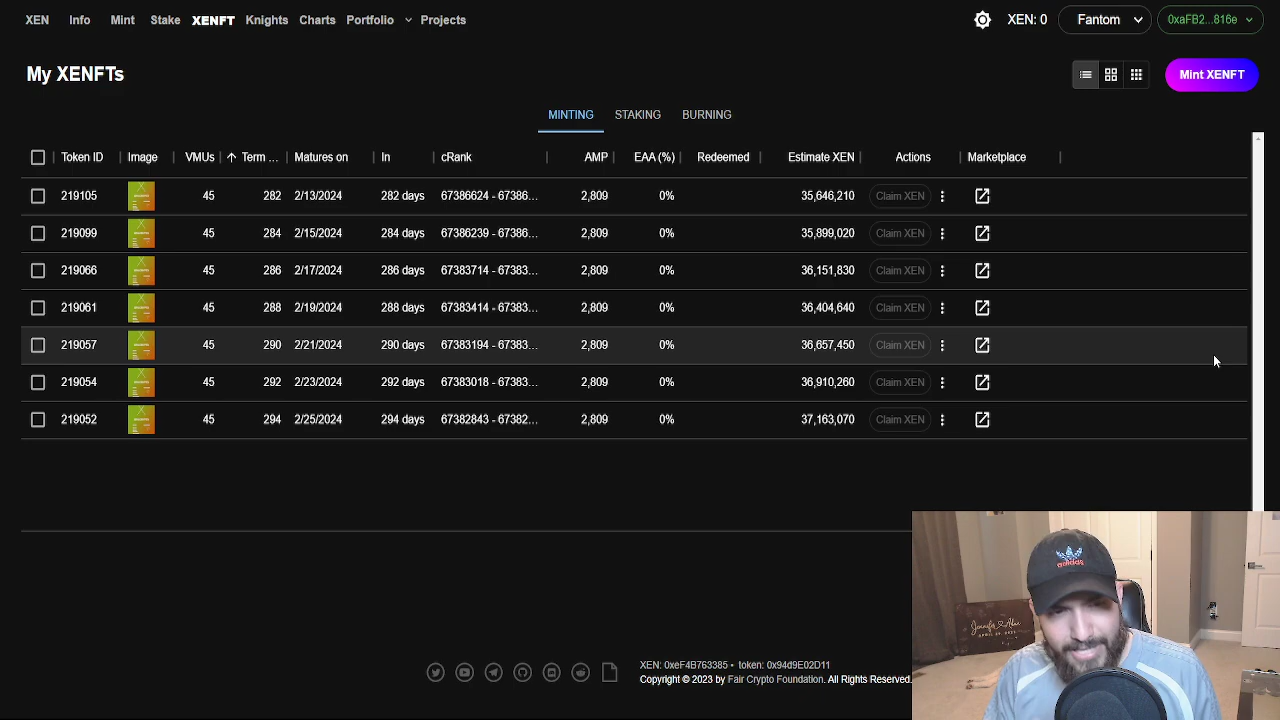 XEN Info Mint Stake XENFT Knights Charts Portfolio Projects XEN: 0 Fantom 0xaFB2...816e
My XENFTs Mint XENFT
MINTING STAKING BURNING
Token ID Image VMUs Term ... Matures on In cRank AMP EAA (%) Redeemed Estimate XEN Actions Marketplace
219105 45 282 2/13/2024 282 days 67386624 - 67386... 2,809 0% 35,646,210 Claim XEN
219099 45 284 2/15/2024 284 days 67386239 - 67386... 2,809 0% 35,899,020 Claim XEN
219066 45 286 2/17/2024 286 days 67383719 - 67383... 2,809 0% 36,151,830 Claim XEN
219061 45 288 2/19/2024 288 days 67383414 - 67383... 2,809 0% 36,404,640 Claim XEN
219057 45 290 2/21/2024 290 days 67383194 - 67383... 2,809 0% 36,657,450 Claim XEN
219054 45 292 2/23/2024 292 days 67383018 - 67383... 2,809 0% 36,910,260 Claim XEN
219052 45 294 2/25/2024 294 days 67382843 - 67382... 2,809 0% 37,163,070 Claim XEN
adidas
Jennifer & Alan
XEN: 0xeF4B763385 • token: 0x94d9E02D11
Copyright © 2023 by Fair Crypto Foundation. All Rights Reserved.